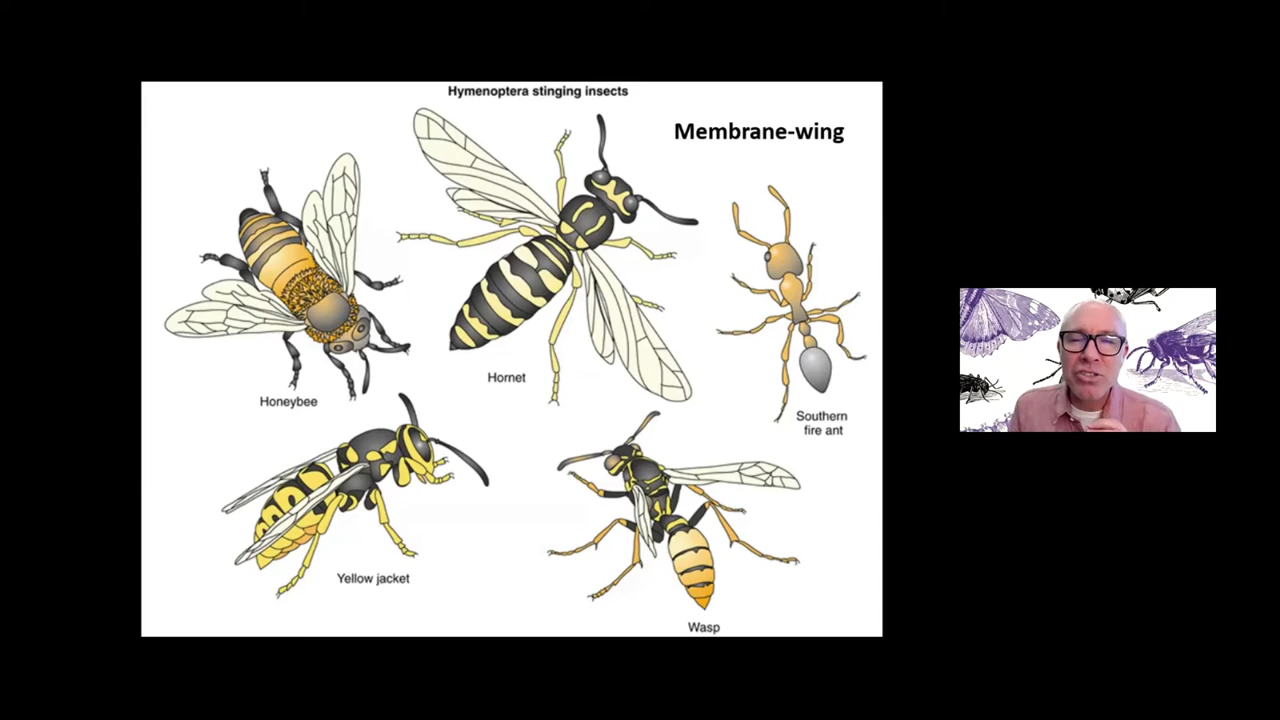 Hymenoptera stinging insects
Membrane-wing
Honeybee
Hornet
Southern
fire ant
Yellow jacket
Wasp